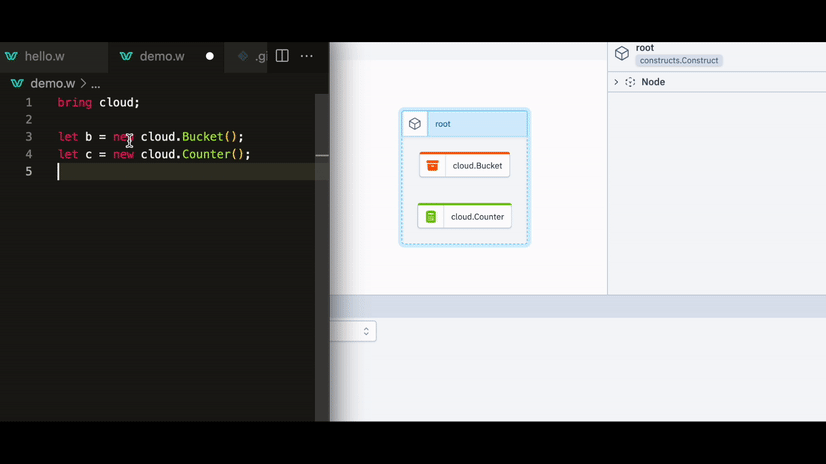 hello.w
demo.w
.gi
demo.w > ...
1 bring cloud;
2
3 let b = new cloud.Bucket();
4 let c = new cloud.Counter();
5
root
cloud.Bucket
cloud.Counter
root
constructs.Construct
Node